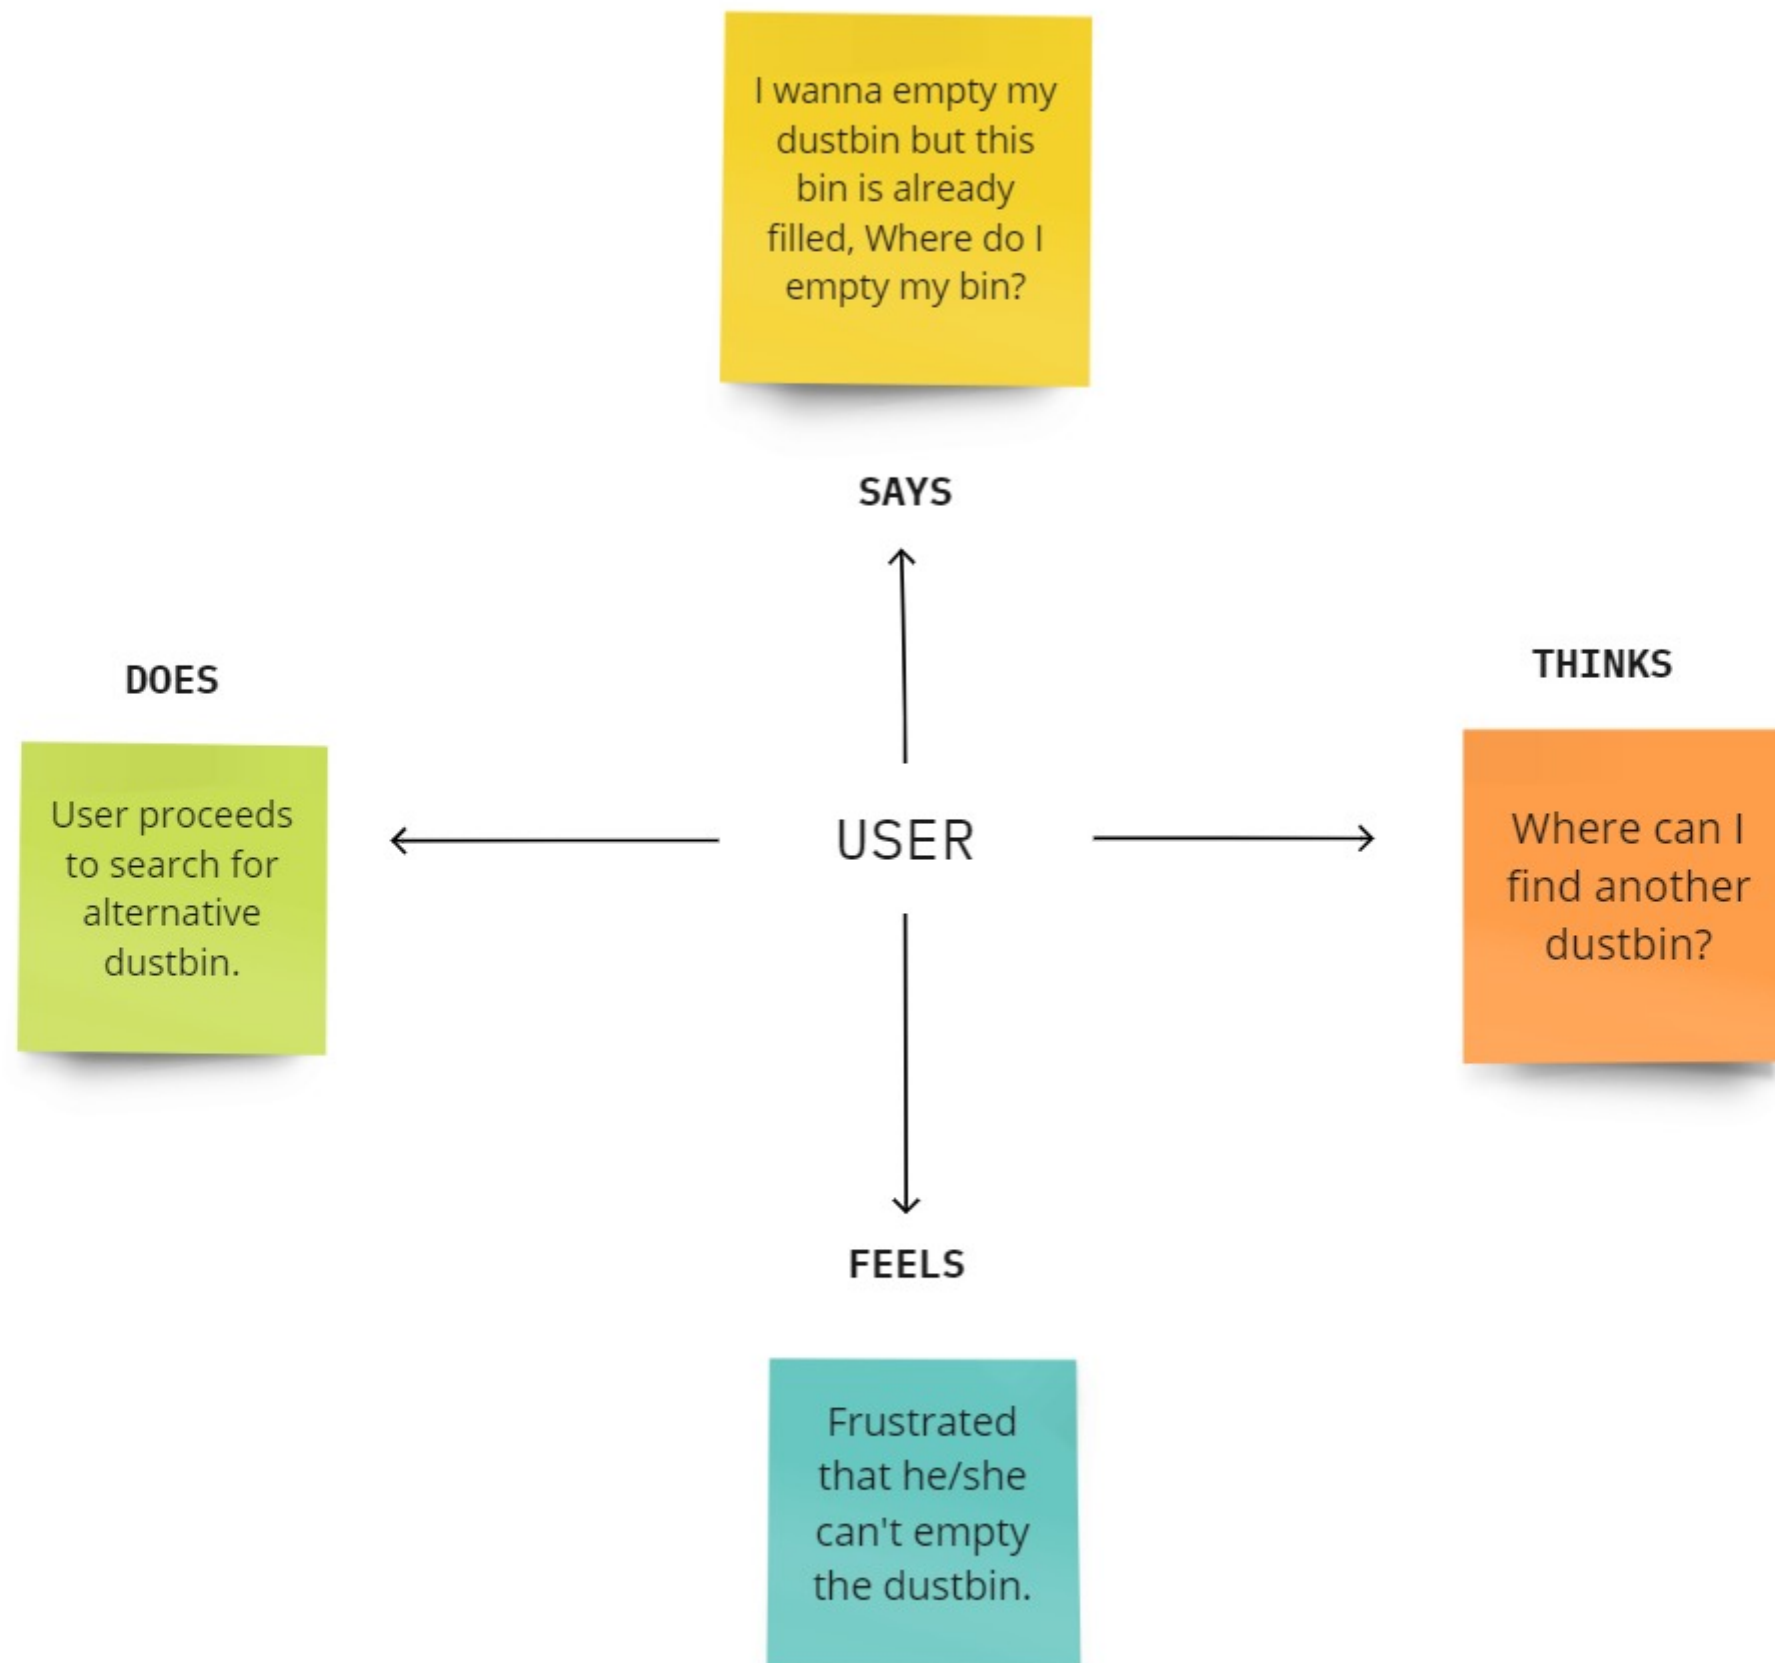 I wanna empty my
dustbin but this
bin is already
filled, Where do I
empty my bin?
SAYS
DOES
User proceeds
to search for
alternative
dustbin.
USER
THINKS
Where can I
find another
dustbin?
FEELS
Frustrated
that he/she
can't empty
the dustbin.